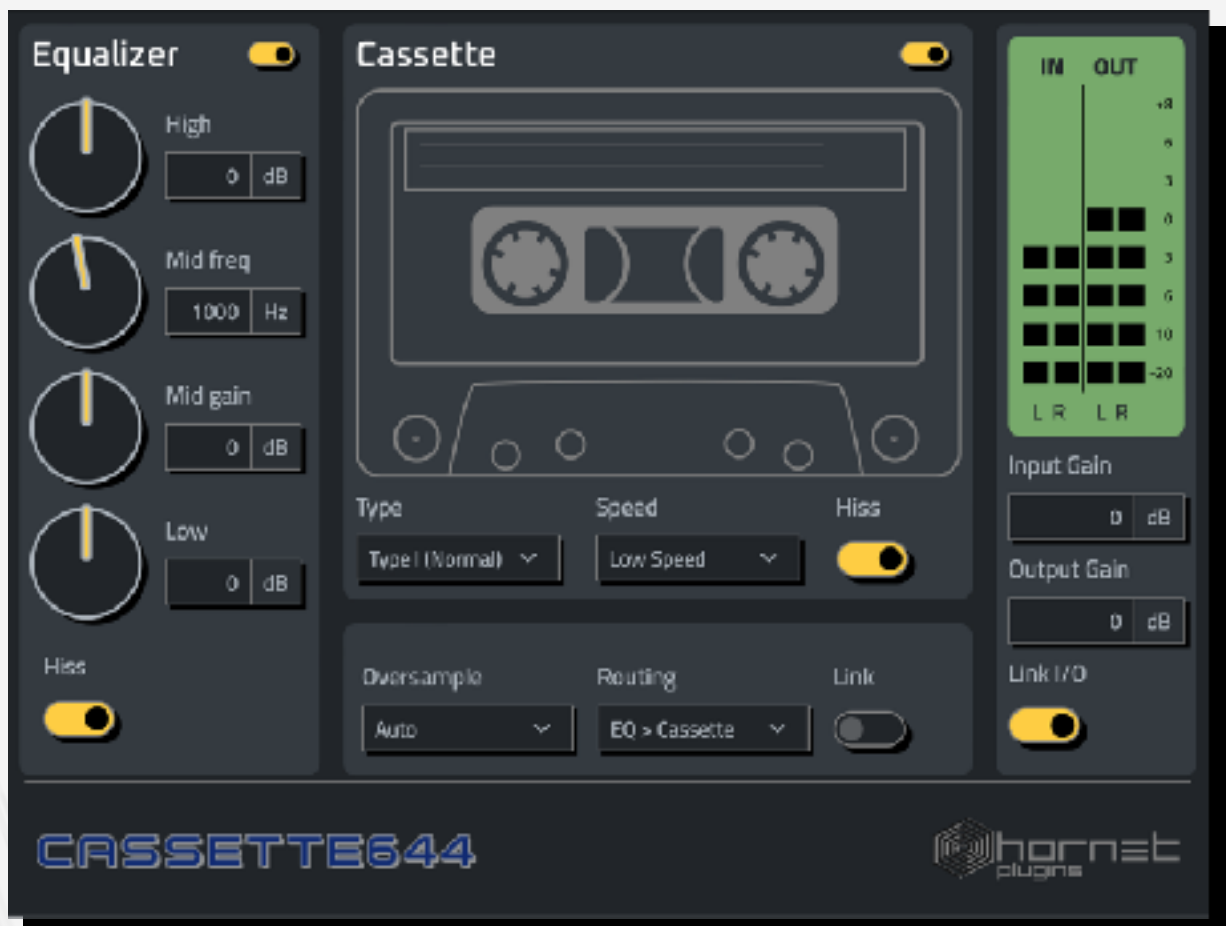 Equalizer
High
0 dB
Mid freq
1000 Hz
Mid gain
0 dB
Low
0 dB
Hiss
Cassette
Type Speed Hiss
Type I (Normal) Low Speed
Oversample Routing Link
Auto EQ > Cassette
IN OUT
+8
6
3
0
3
6
10
-20
L R L R
Input Gain
0 dB
Output Gain
0 dB
Link I/O
CASSETTE644
hornet
plugins